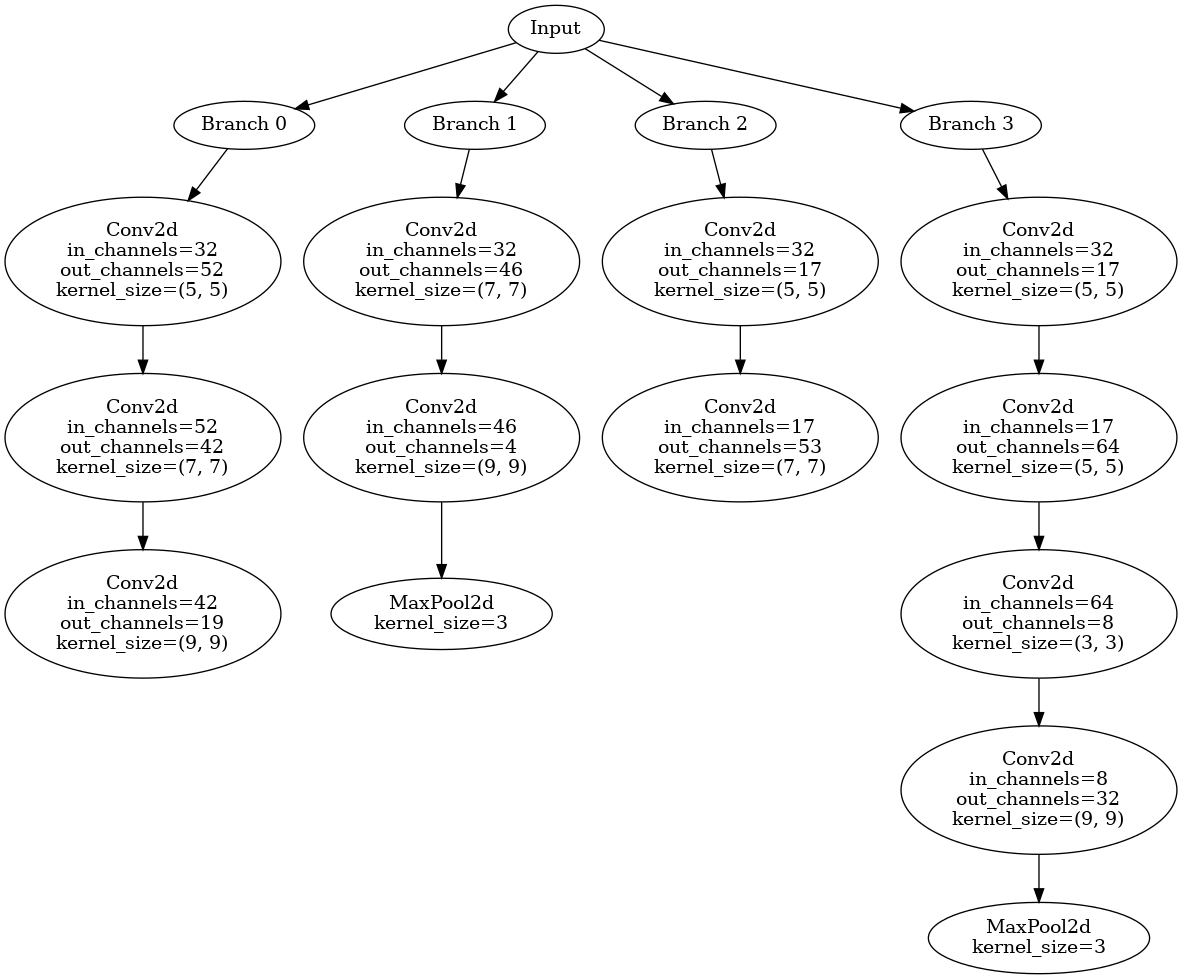 Input
Branch 0
Branch 1
Branch 2
Branch 3
Conv2d
in_channels=32
out_channels=52
kernel_size=(5, 5)
Conv2d
in_channels=32
out_channels=46
kernel_size=(7, 7)
Conv2d
in_channels=32
out_channels=17
kernel_size=(5, 5)
Conv2d
in_channels=32
out_channels=17
kernel_size=(5, 5)
Conv2d
in_channels=52
out_channels=42
kernel_size=(7, 7)
Conv2d
in_channels=46
out_channels=4
kernel_size=(9, 9)
Conv2d
in_channels=17
out_channels=53
kernel_size=(7, 7)
Conv2d
in_channels=17
out_channels=64
kernel_size=(5, 5)
Conv2d
in_channels=42
out_channels=19
kernel_size=(9, 9)
MaxPool2d
kernel_size=3
Conv2d
in_channels=64
out_channels=8
kernel_size=(3, 3)
Conv2d
in_channels=8
out_channels=32
kernel_size=(9, 9)
MaxPool2d
kernel_size=3